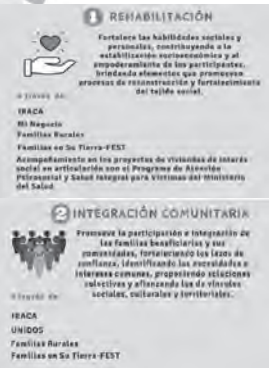 1 REHABILITACIÓN
Fortalece las habilidades sociales y
personales, contribuyendo a la
estabilización socioeconómica y al
empoderamiento de los participantes,
brindando elementos que promueven
procesos de reconstrucción y fortalecimiento
del tejido social.
A través de:
IRACA
Mi Negocio
Familias Rurales
Familias en Su Tierra-FEST
Acompañamiento en los proyectos de viviendas de interés
social en articulación con el Programa de Atención
Psicosocial y Salud Integral para Víctimas del Ministerio
del Salud
2 INTEGRACIÓN COMUNITARIA
Promueve la participación e integración de
las familias beneficiarias y sus
comunidades, fortaleciendo los lazos de
confianza, identificando las necesidades e
intereses comunes, proponiendo soluciones
colectivas y afianzando los de vínculos
sociales, culturales y territoriales.
A través de:
IRACA
UNIDOS
Familias Rurales
Familias en Su Tierra-FEST